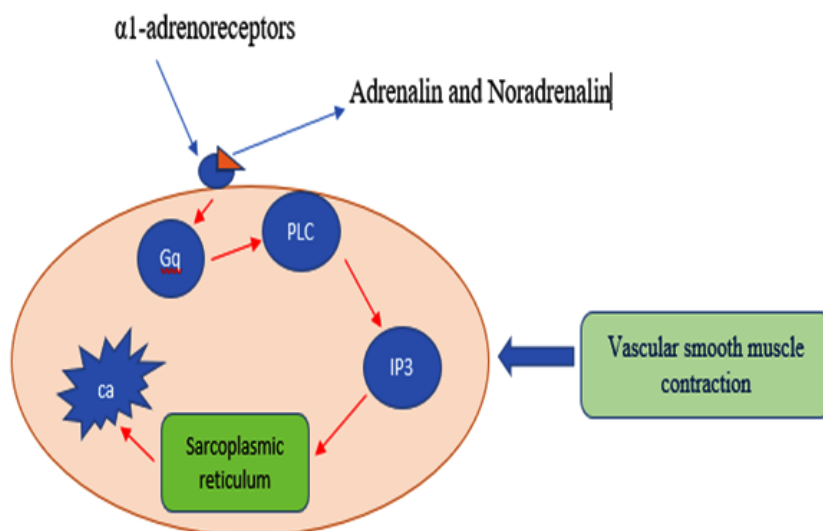 α1-adrenoreceptors
Adrenalin and Noradrenalin
PLC
Gq
IP3
Vascular smooth muscle
contraction
ca
Sarcoplasmic
reticulum